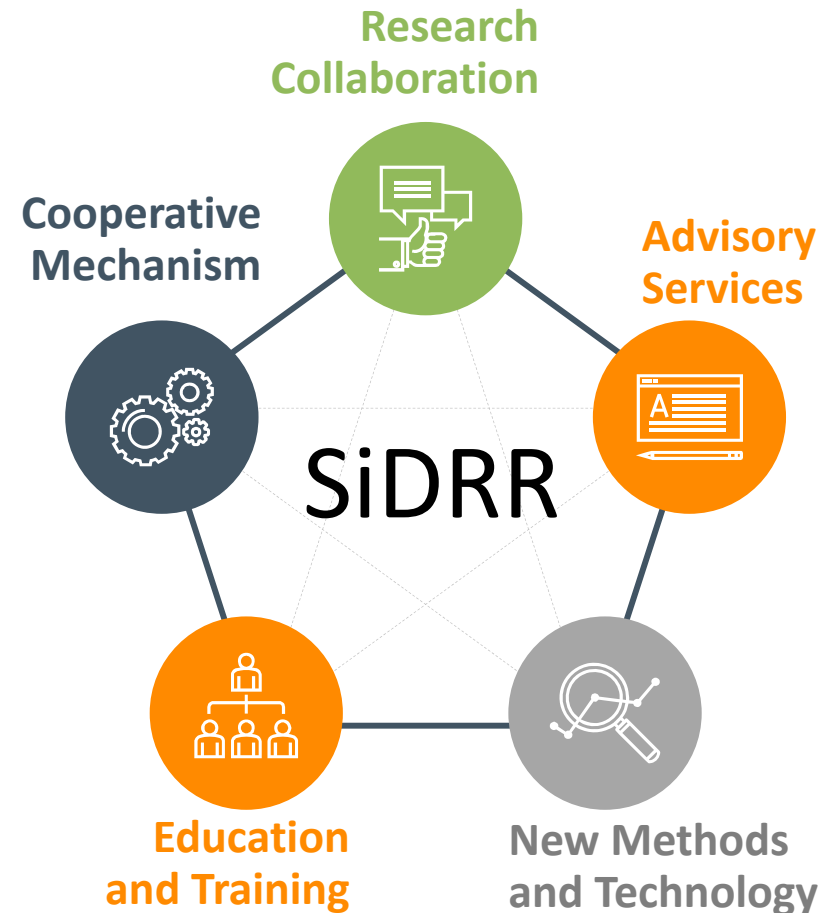 Research
Collaboration
Cooperative
Mechanism
Advisory
Services
A
SiDRR
Education
and Training
New Methods
and Technology